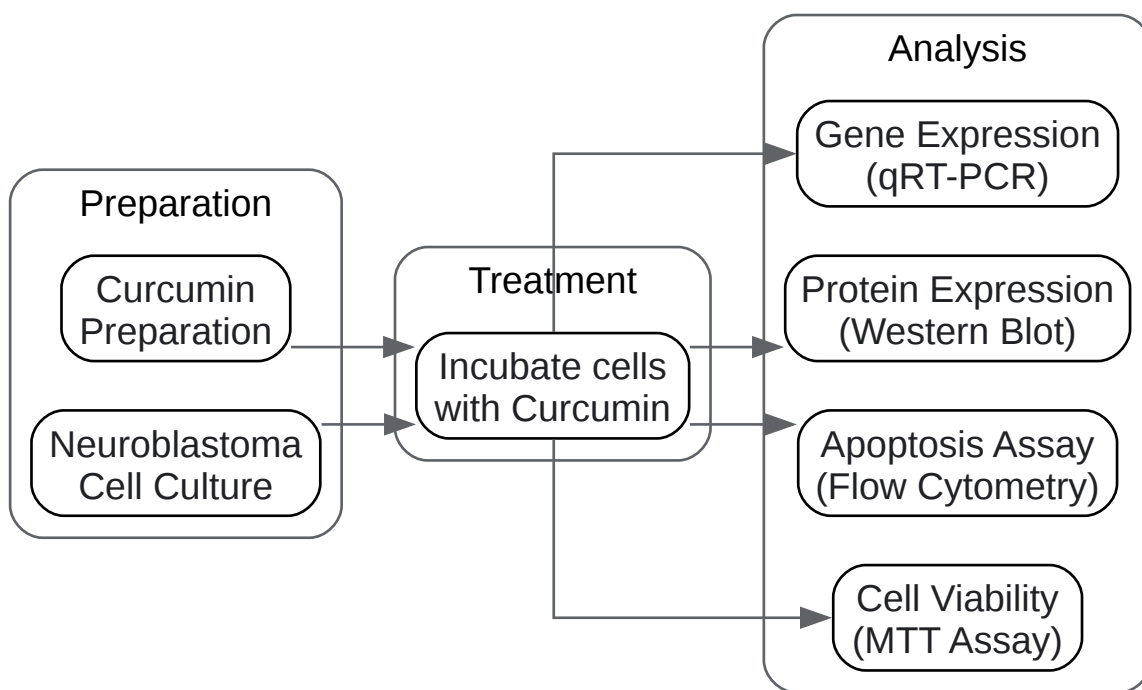 Preparation
Curcumin
Preparation
Neuroblastoma
Cell Culture
Treatment
Incubate cells
with Curcumin
Analysis
Gene Expression
(qRT-PCR)
Protein Expression
(Western Blot)
Apoptosis Assay
(Flow Cytometry)
Cell Viability
(MTT Assay)